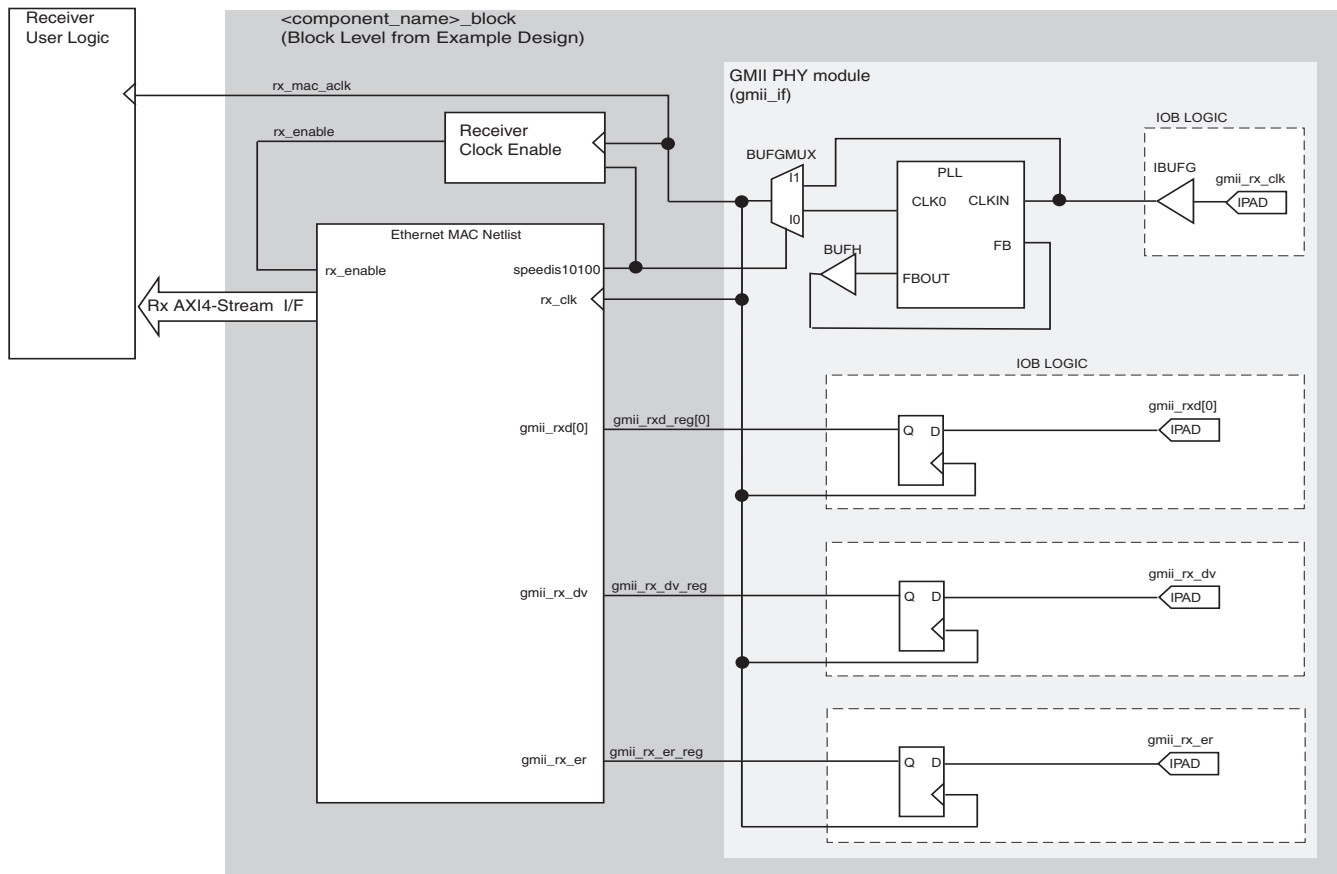 Receiver
User Logic
<component_name>_block
(Block Level from Example Design)
rx_mac_aclk
GMII PHY module
(gmii_if)
IOB LOGIC
rx_enable
Receiver
Clock Enable
BUFGMUX
I1
I0
PLL
CLK0
CLKIN
FB
FBOUT
IBUFG
gmii_rx_clk
IPAD
BUFH
Ethernet MAC Netlist
rx_enable
speedis10100
rx_clk
Rx AXI4-Stream I/F
IOB LOGIC
gmii_rxd[0]
gmii_rxd_reg[0]
Q
D
gmii_rxd[0]
IPAD
gmii_rx_dv
gmii_rx_dv_reg
Q
D
gmii_rx_dv
IPAD
gmii_rx_er
gmii_rx_er_reg
Q
D
gmii_rx_er
IPAD